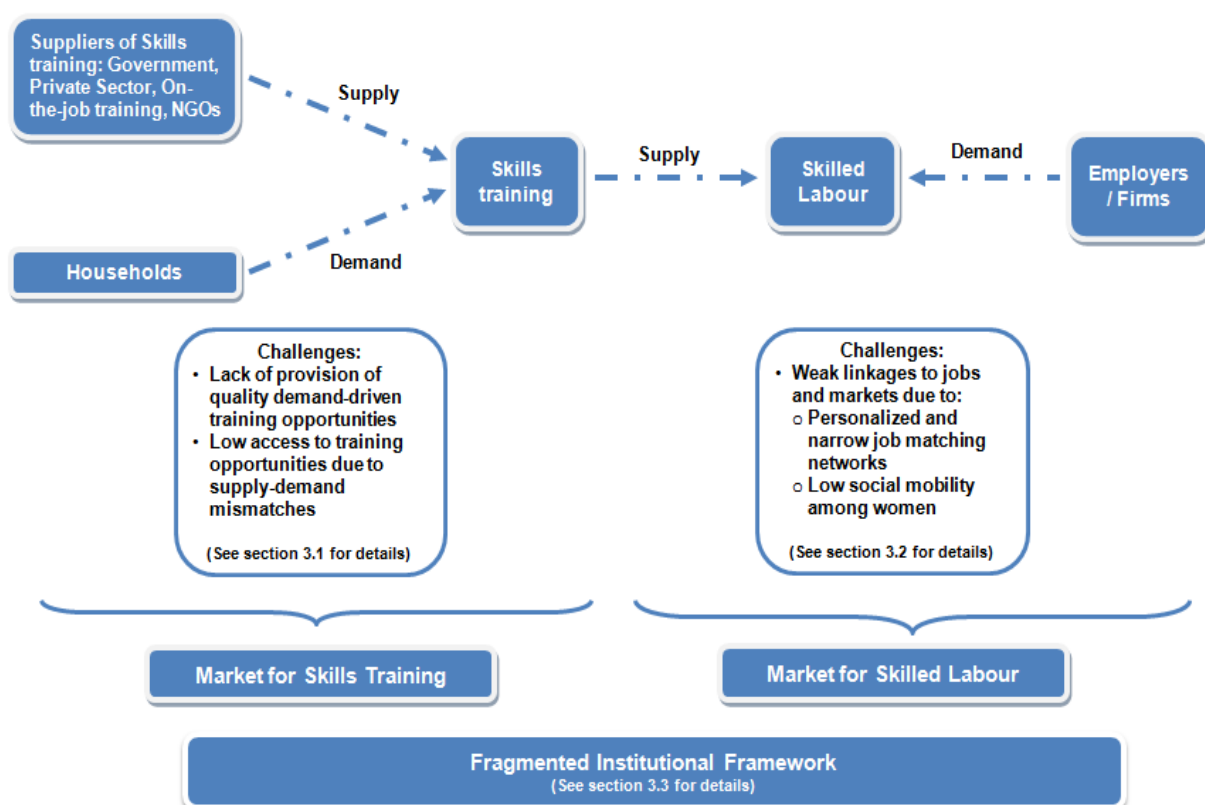 Suppliers of Skills
training: Government,
Private Sector, On-
the-job training, NGOs
Supply
Skills
training
Supply
Skilled
Labour
Demand
Employers
/ Firms
Households
Demand
Challenges:
• Lack of provision of
quality demand-driven
training opportunities
• Low access to training
opportunities due to
supply-demand
mismatches
(See section 3.1 for details)
Challenges:
• Weak linkages to jobs
and markets due to:
o Personalized and
narrow job matching
networks
o Low social mobility
among women
(See section 3.2 for details)
Market for Skills Training
Market for Skilled Labour
Fragmented Institutional Framework
(See section 3.3 for details)